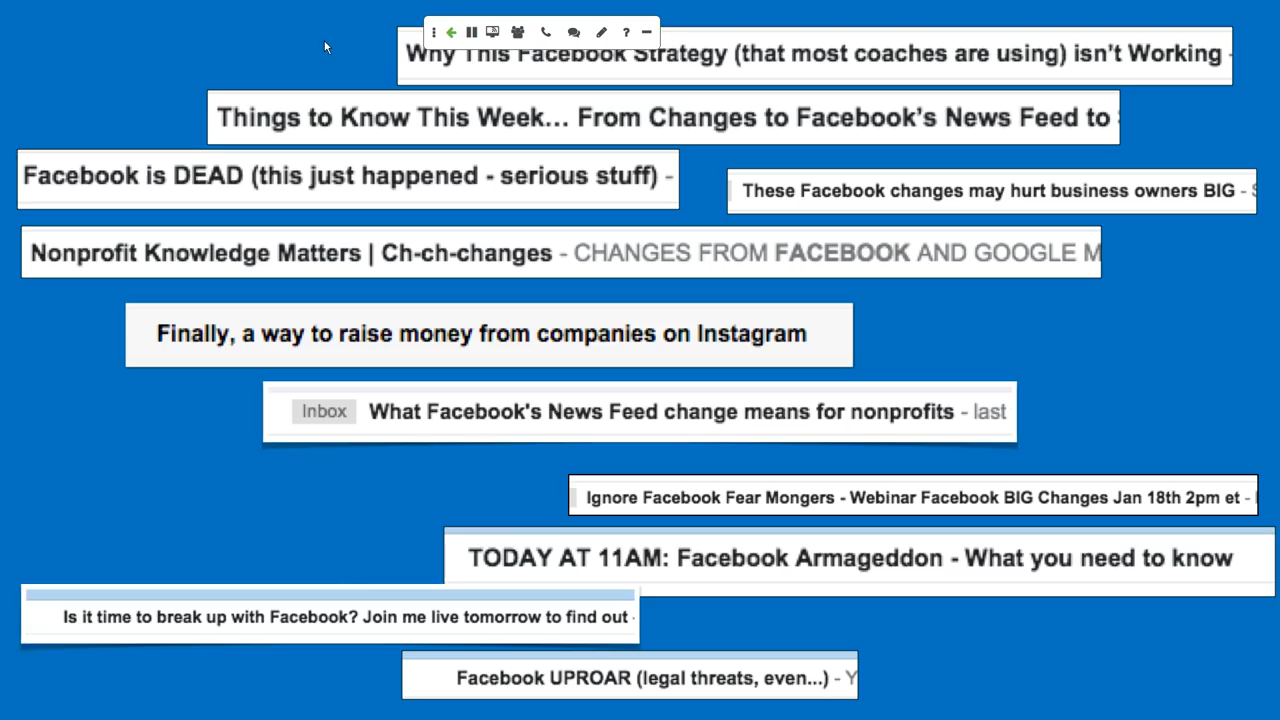 Why This Facebook Strategy (that most coaches are using) isn't Working -
Things to Know This Week... From Changes to Facebook's News Feed to
Facebook is DEAD (this just happened - serious stuff) -
These Facebook changes may hurt business owners BIG -
Nonprofit Knowledge Matters | Ch-ch-changes - CHANGES FROM FACEBOOK AND GOOGLE M
Finally, a way to raise money from companies on Instagram
Inbox What Facebook's News Feed change means for nonprofits - last
Ignore Facebook Fear Mongers - Webinar Facebook BIG Changes Jan 18th 2pm et -
TODAY AT 11AM: Facebook Armageddon - What you need to know
Is it time to break up with Facebook? Join me live tomorrow to find out -
Facebook UPROAR (legal threats, even...) - Y